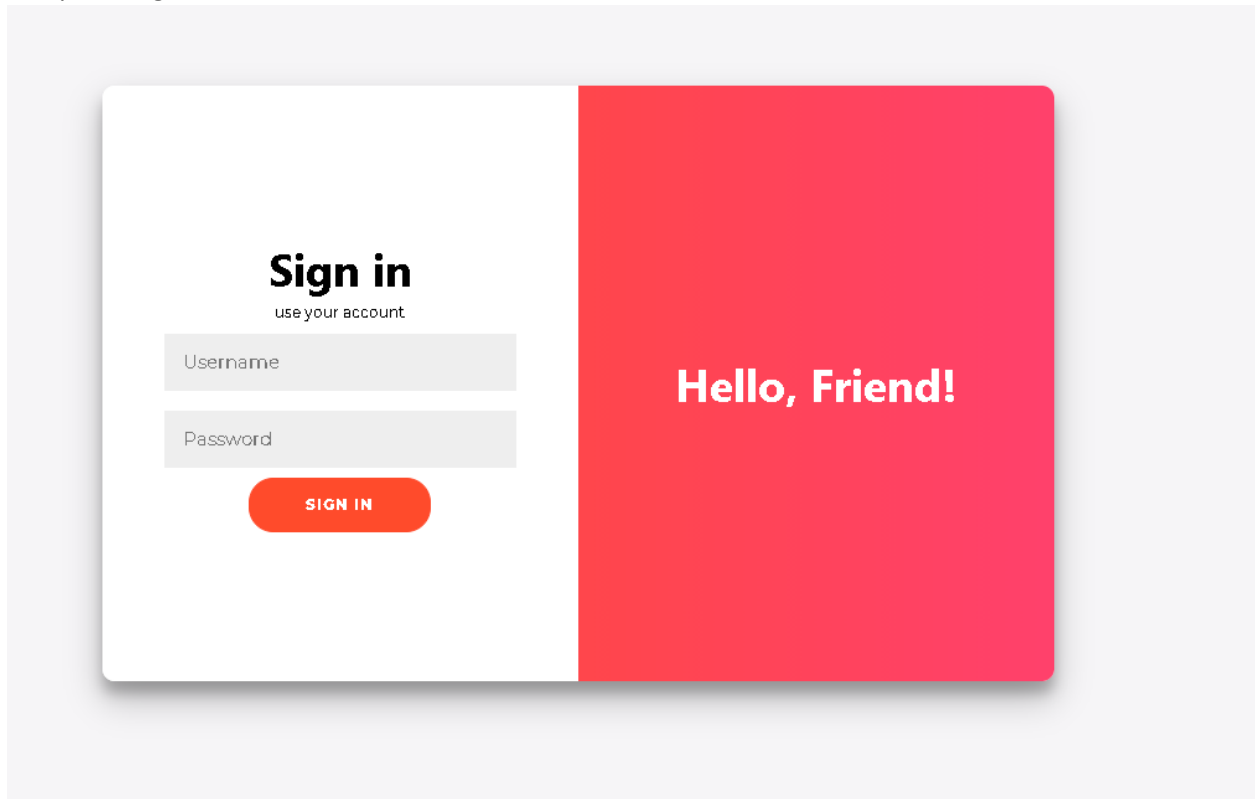 Sign in
use your account
Username
Password
SIGN IN
Hello, Friend!